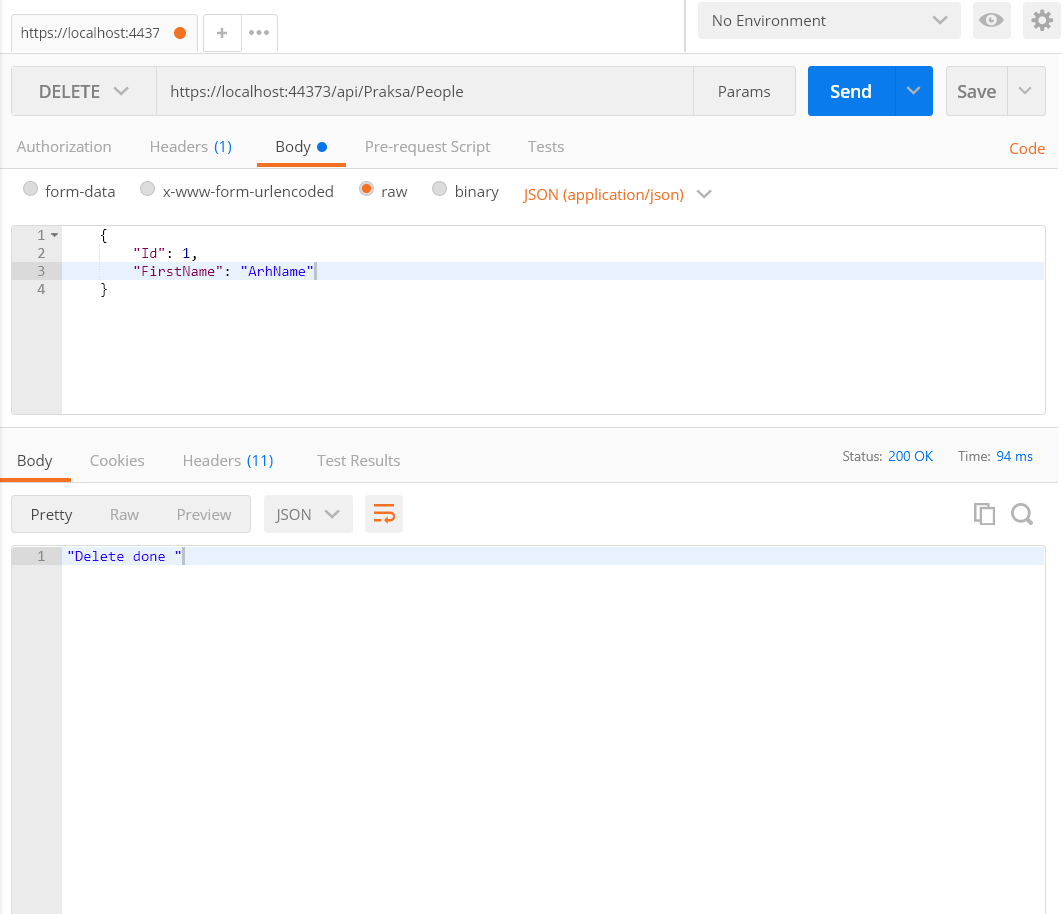 https://localhost:4437 + ••• No Environment
DELETE https://localhost:44373/api/Praksa/People Params Send Save
Authorization Headers (1) Body Pre-request Script Tests Code
form-data x-www-form-urlencoded raw binary JSON (application/json)
1 {
2 "Id": 1,
3 "FirstName": "ArhName"
4 }
Body Cookies Headers (11) Test Results Status: 200 OK Time: 94 ms
Pretty Raw Preview JSON
1 "Delete done "